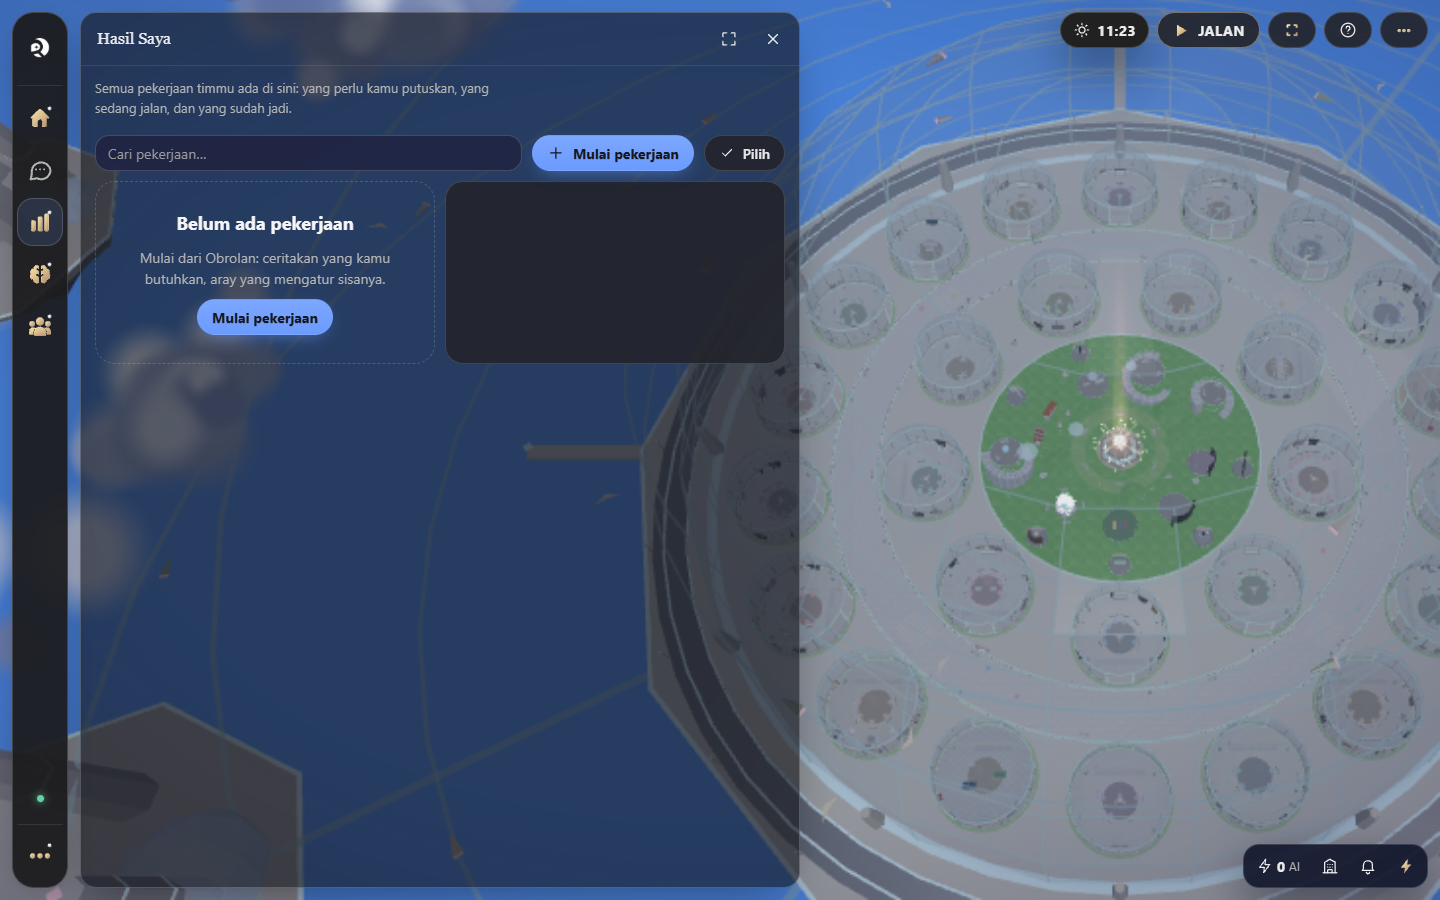 Hasil Saya
11:23
JALAN
Semua pekerjaan timmu ada di sini: yang perlu kamu putuskan, yang
sedang jalan, dan yang sudah jadi.
Cari pekerjaan...
Mulai pekerjaan
Pilih
Belum ada pekerjaan
Mulai dari Obrolan: ceritakan yang kamu
butuhkan, aray yang mengatur sisanya.
Mulai pekerjaan
0 AI